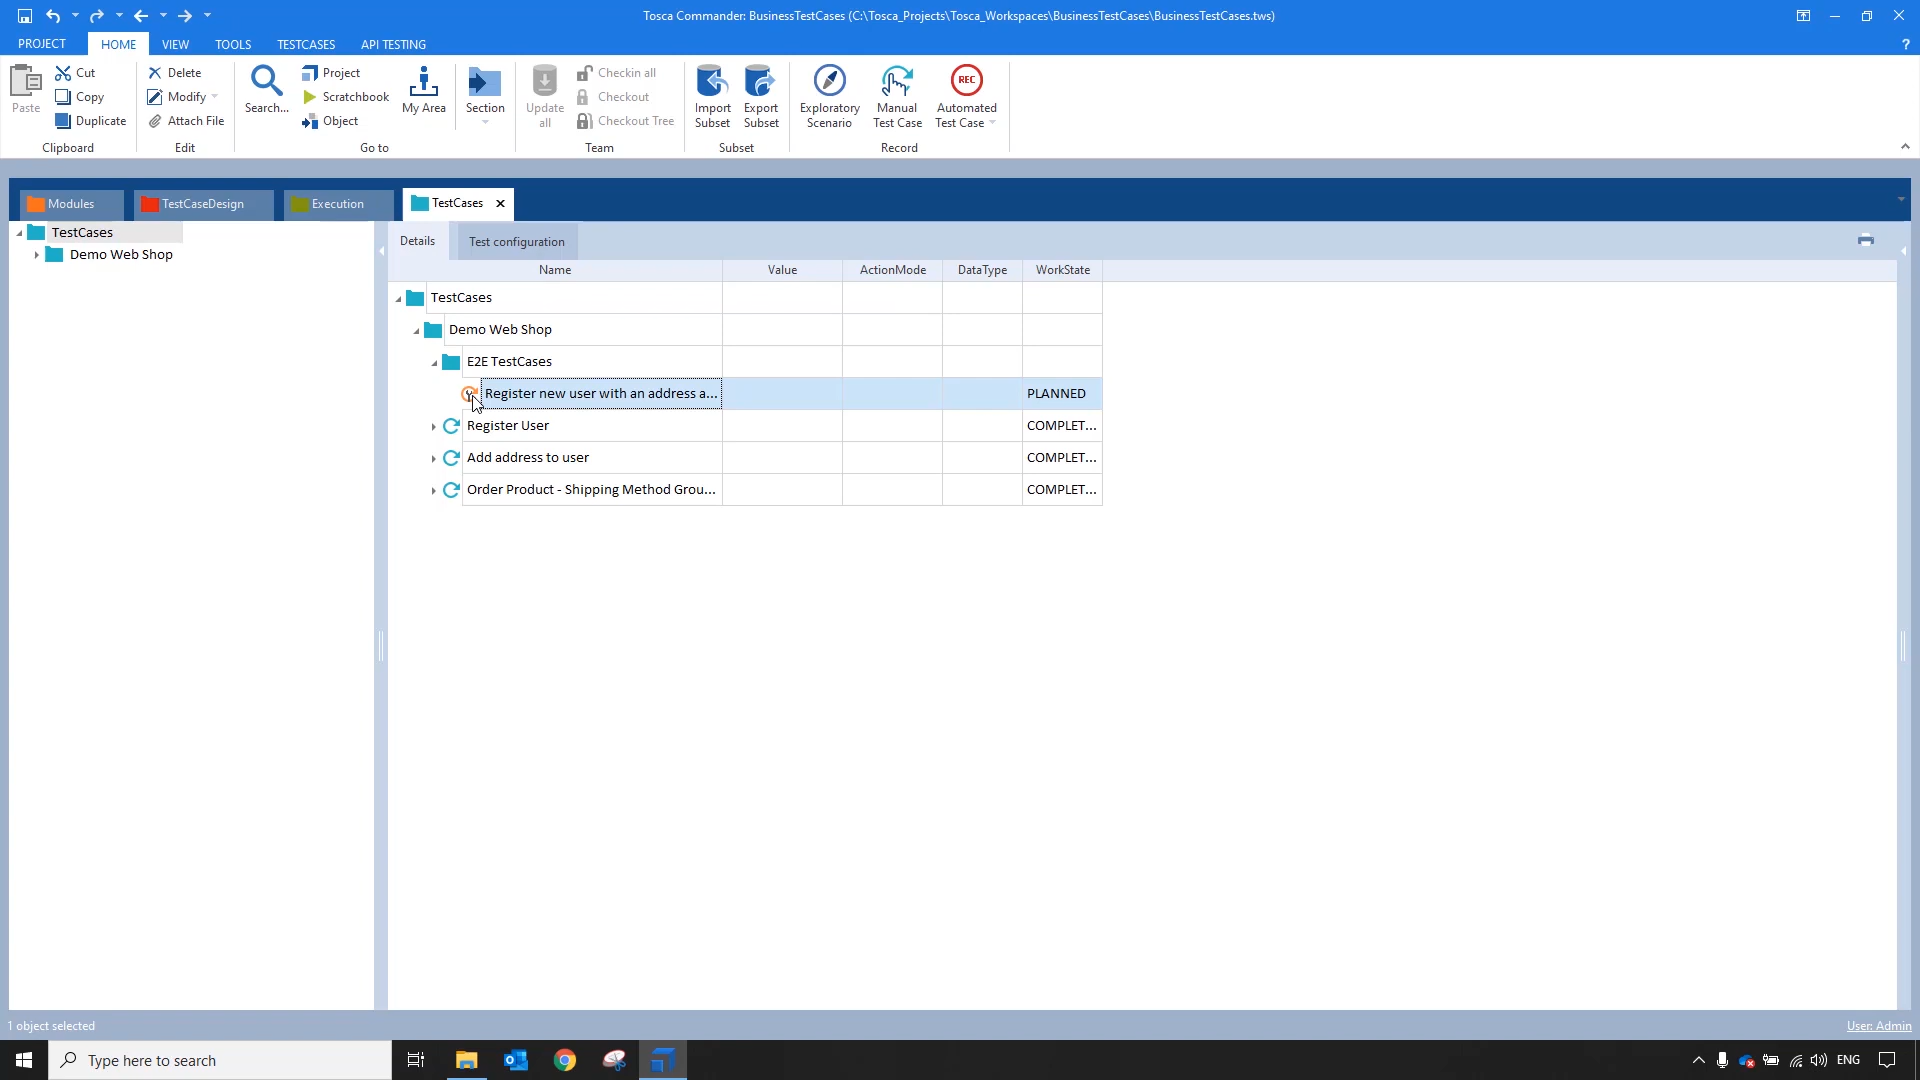 Tosca Commander: BusinessTestCases (C:\Tosca_Projects\Tosca_Workspaces\BusinessTestCases\BusinessTestCases.tws)
PROJECT HOME VIEW TOOLS TESTCASES API TESTING ?
Paste
Cut
Copy
Duplicate
Clipboard
Delete
Modify
Attach File
Edit
Search...
Project
Scratchbook
Object
My Area
Section
Go to
Update all
Checkin all
Checkout
Checkout Tree
Team
Import Subset
Export Subset
Subset
Exploratory Scenario
Manual Test Case
REC
Automated Test Case
Record
Modules TestCaseDesign Execution TestCases
TestCases
Demo Web Shop
Details Test configuration
Name Value ActionMode DataType WorkState
TestCases
Demo Web Shop
E2E TestCases
Register new user with an address a... PLANNED
Register User COMPLET...
Add address to user COMPLET...
Order Product - Shipping Method Grou... COMPLET...
1 object selected User: Admin
Type here to search ENG